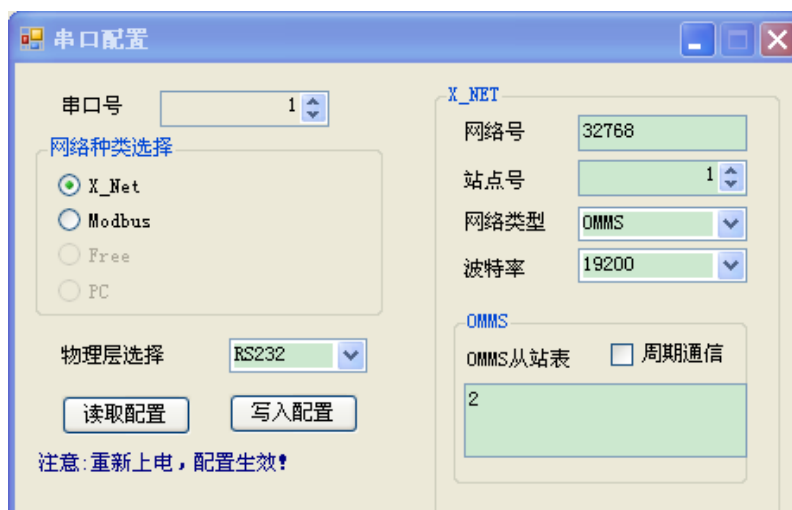 串口配置
串口号 1
网络种类选择
X_Net
Modbus
Free
PC
物理层选择 RS232
读取配置 写入配置
注意:重新上电，配置生效!
X_NET
网络号 32768
站点号 1
网络类型 OMMS
波特率 19200
OMMS
OMMS从站表 周期通信
2